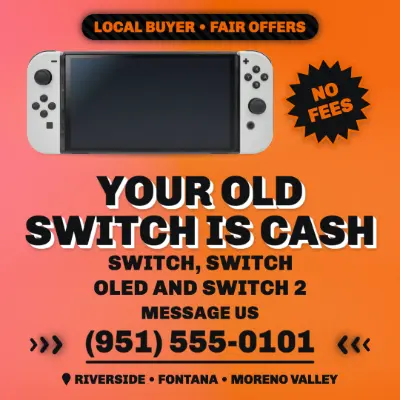 LOCAL BUYER • FAIR OFFERS
NO
FEES
YOUR OLD
SWITCH IS CASH
SWITCH, SWITCH
OLED AND SWITCH 2
MESSAGE US
(951) 555-0101
RIVERSIDE • FONTANA • MORENO VALLEY